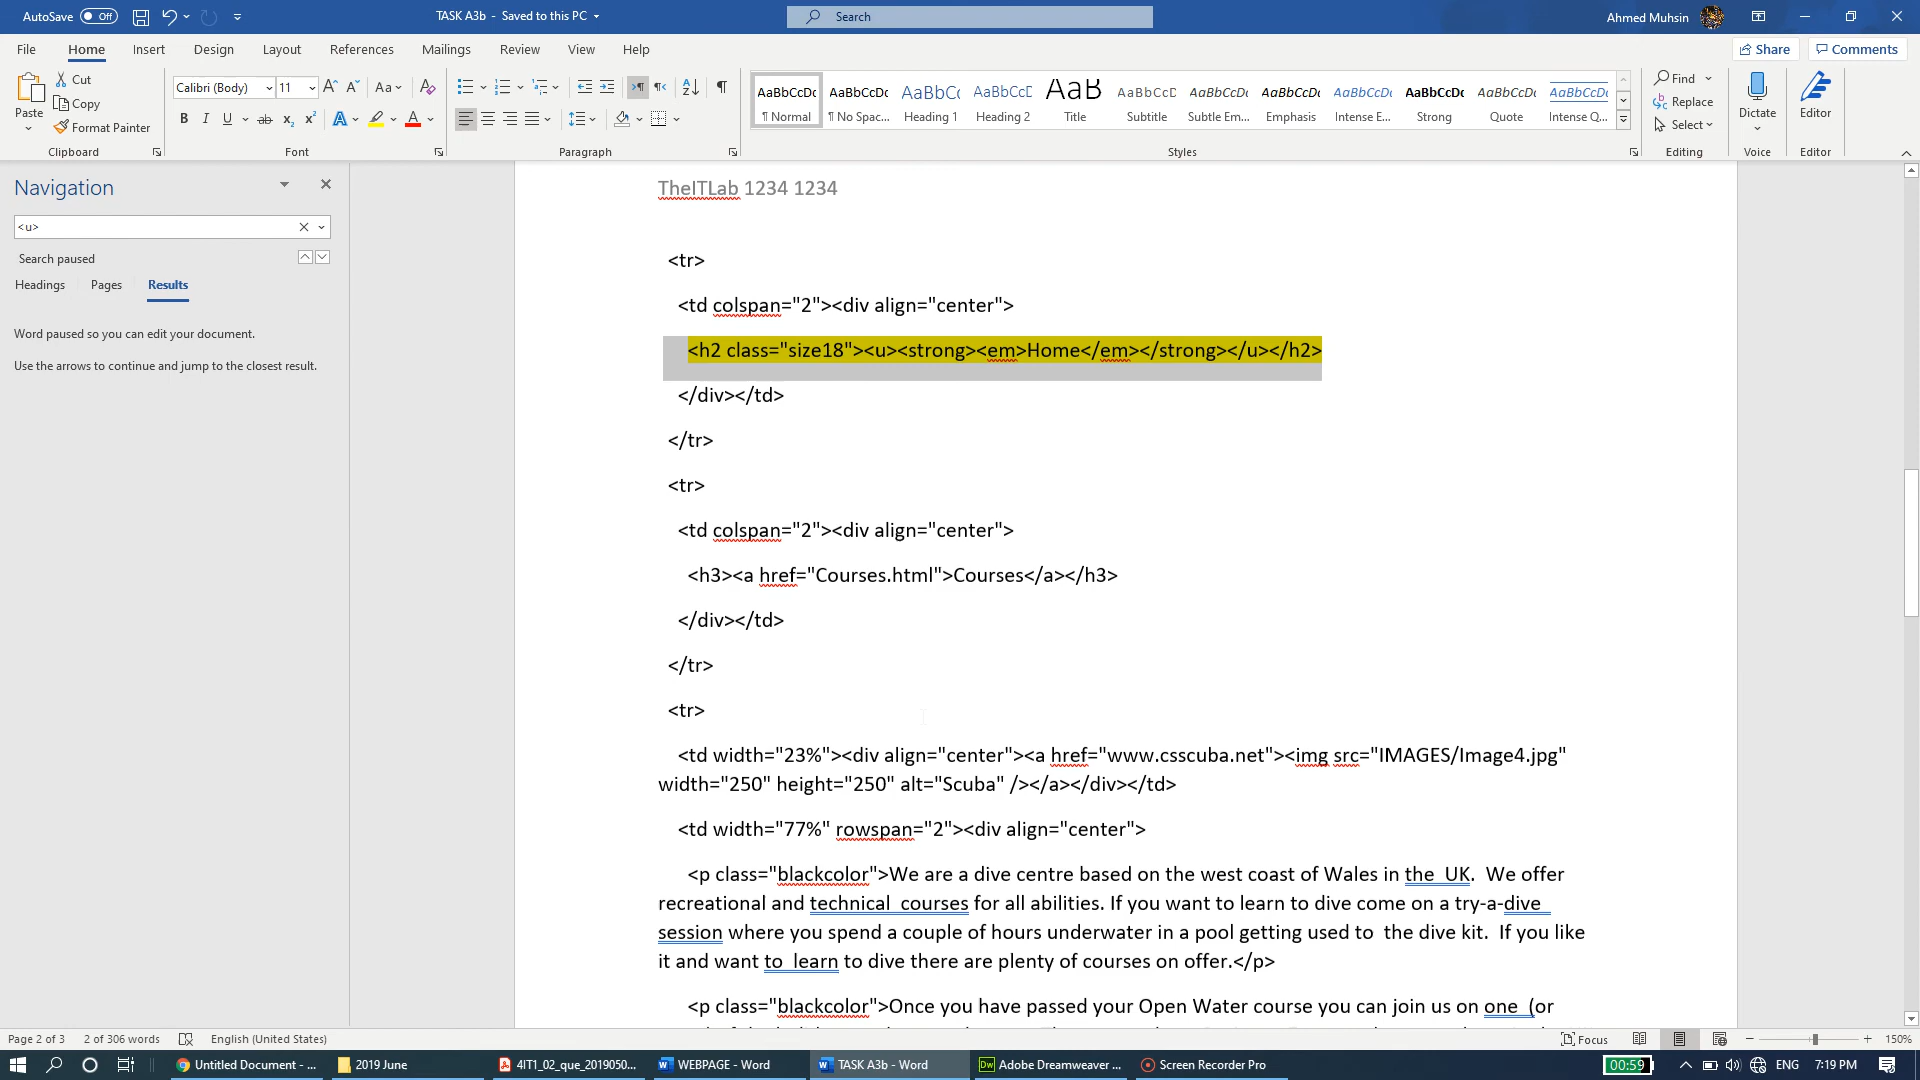 AutoSave Off
TASK A3b - Saved to this PC
Search
Ahmed Muhsin
File Home Insert Design Layout References Mailings Review View Help
Share Comments
Paste
Cut
Copy
Format Painter
Clipboard
Calibri (Body) 11
Font
Paragraph
AaBbCcDc AaBbCcDc AaBbCc AaBbCcE AaB AaBbCcD AaBbCcDc AaBbCcDc AaBbCcDc AaBbCcDc AaBbCcDc AaBbCcDc
¶ Normal ¶ No Spac... Heading 1 Heading 2 Title Subtitle Subtle Em... Emphasis Intense E... Strong Quote Intense Q...
Styles
Find
Replace
Select
Editing
Dictate
Voice
Editor
Editor
Navigation
<u>
Search paused
Headings Pages Results
Word paused so you can edit your document.
Use the arrows to continue and jump to the closest result.
TheITLab 1234 1234
<tr>
<td colspan="2"><div align="center">
<h2 class="size18"><u><strong><em>Home</em></strong></u></h2>
</div></td>
</tr>
<tr>
<td colspan="2"><div align="center">
<h3><a href="Courses.html">Courses</a></h3>
</div></td>
</tr>
<tr>
<td width="23%"><div align="center"><a href="www.csscuba.net"><img src="IMAGES/Image4.jpg"
width="250" height="250" alt="Scuba" /></a></div></td>
<td width="77%" rowspan="2"><div align="center">
<p class="blackcolor">We are a dive centre based on the west coast of Wales in the  UK.  We offer
recreational and technical  courses for all abilities. If you want to learn to dive come on a try-a-dive
session where you spend a couple of hours underwater in a pool getting used to  the dive kit.  If you like
it and want to  learn to dive there are plenty of courses on offer.</p>
<p class="blackcolor">Once you have passed your Open Water course you can join us on one  (or
Page 2 of 3 2 of 306 words English (United States) Focus 150%
Untitled Document - ... 2019 June 4IT1_02_que_2019050... WEBPAGE - Word TASK A3b - Word Adobe Dreamweaver ... Screen Recorder Pro 00:59 ENG 7:19 PM